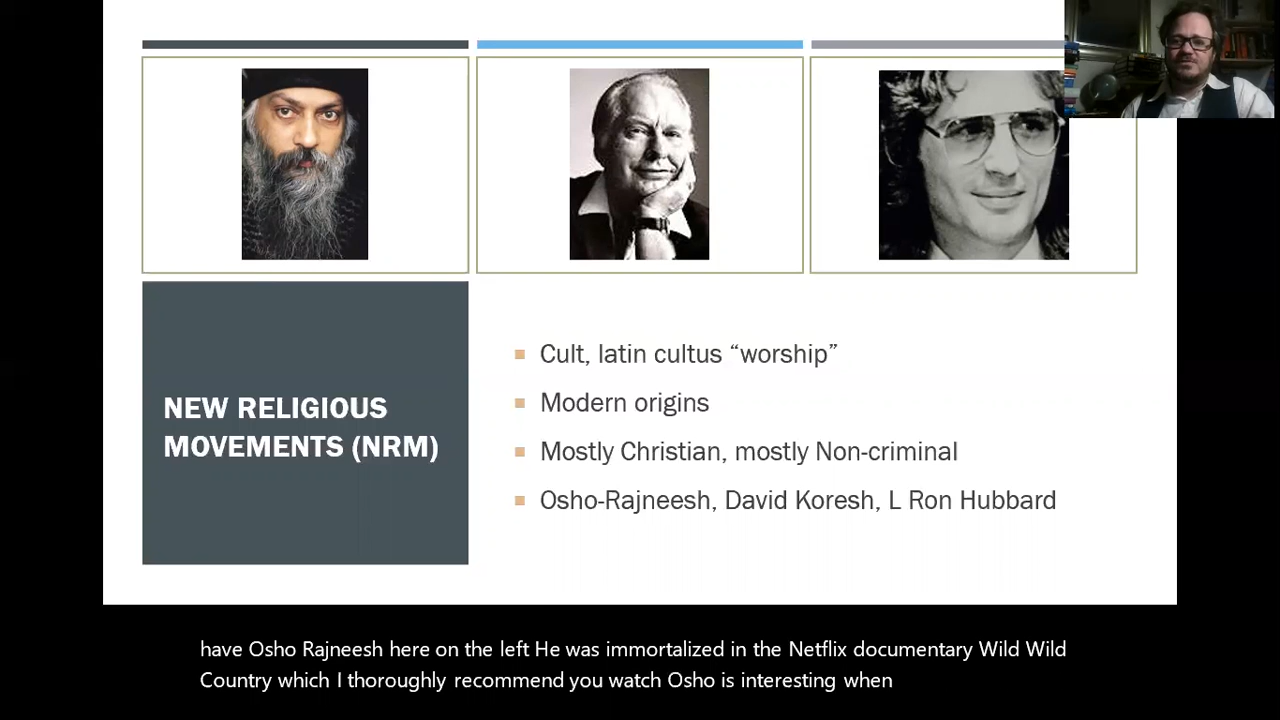 NEW RELIGIOUS
MOVEMENTS (NRM)
Cult, latin cultus “worship”
Modern origins
Mostly Christian, mostly Non-criminal
Osho-Rajneesh, David Koresh, L Ron Hubbard
have Osho Rajneesh here on the left He was immortalized in the Netflix documentary Wild Wild
Country which I thoroughly recommend you watch Osho is interesting when